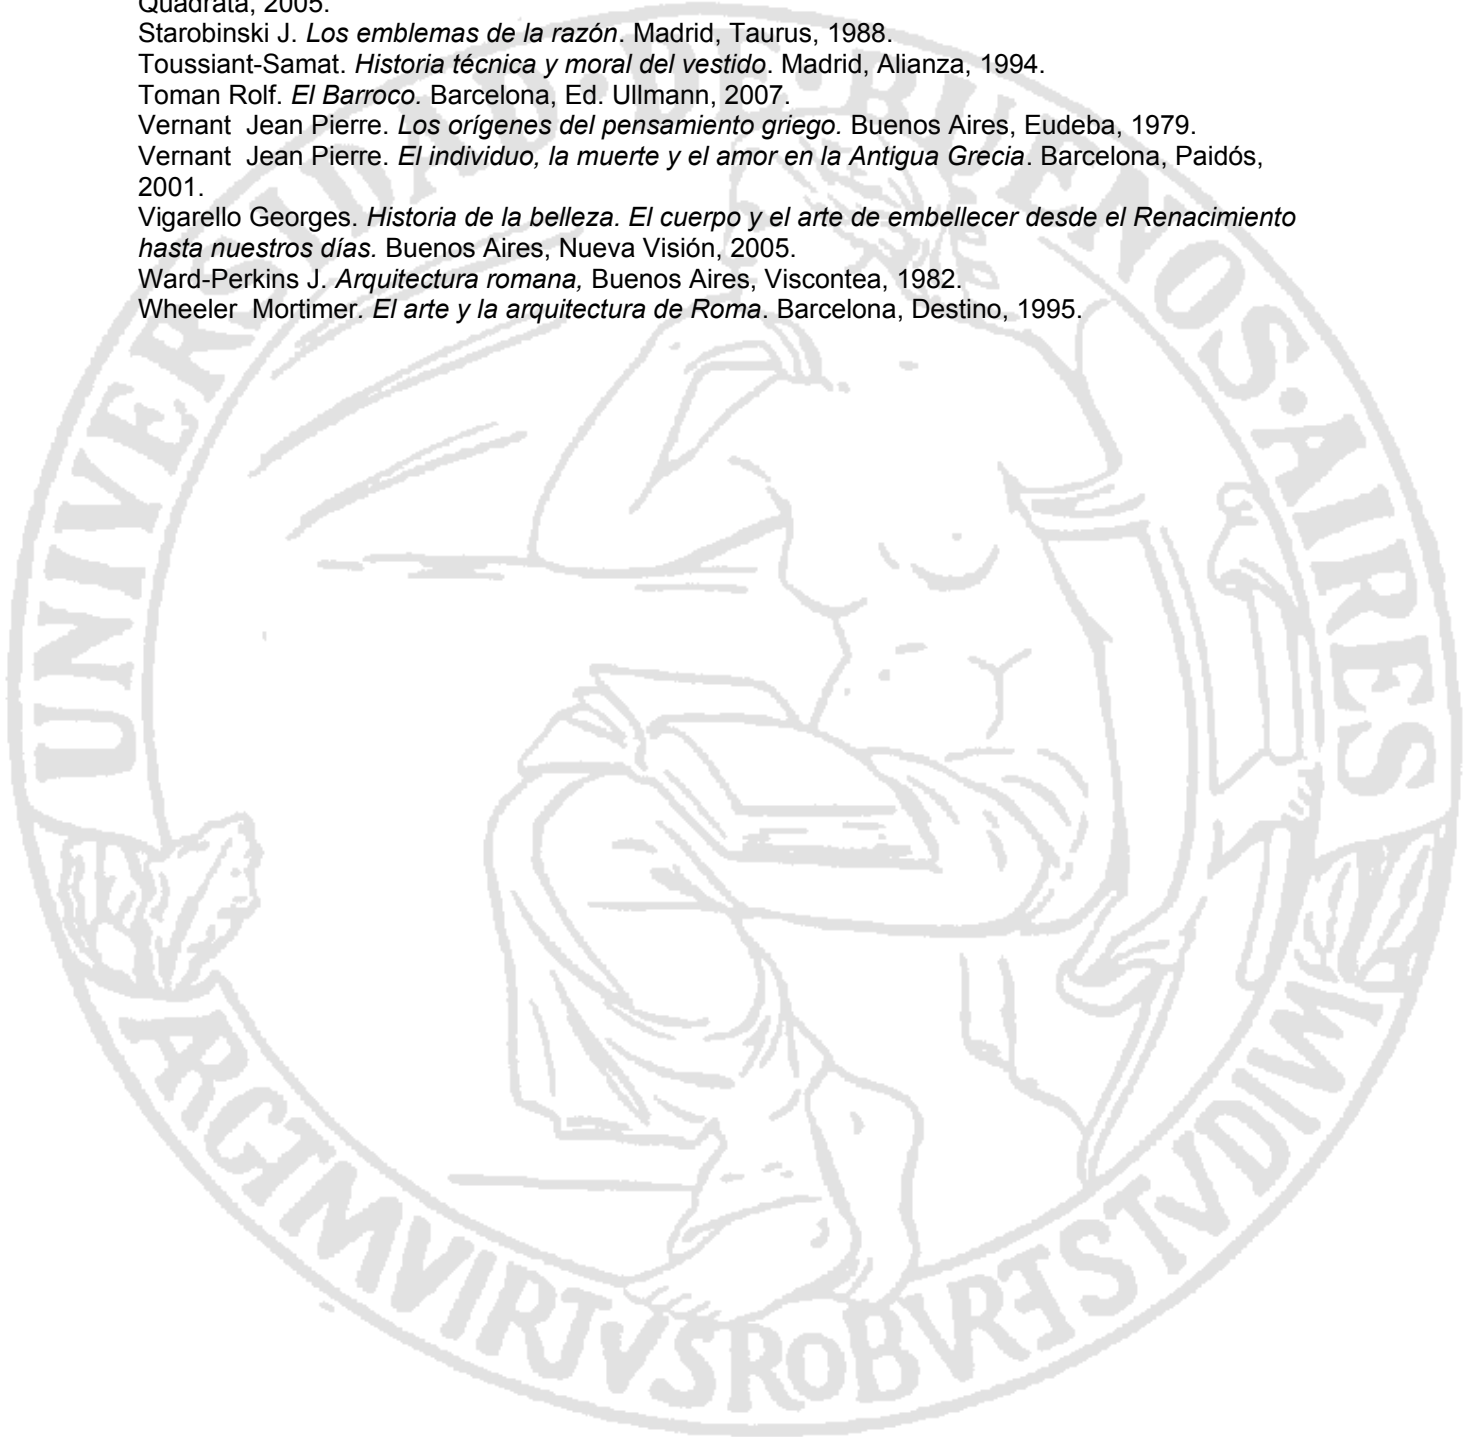 Quadrata, 2005.
Starobinski J. Los emblemas de la razón. Madrid, Taurus, 1988.
Toussiant-Samat. Historia técnica y moral del vestido. Madrid, Alianza, 1994.
Toman Rolf. El Barroco. Barcelona, Ed. Ullmann, 2007.
Vernant  Jean Pierre. Los orígenes del pensamiento griego. Buenos Aires, Eudeba, 1979.
Vernant  Jean Pierre. El individuo, la muerte y el amor en la Antigua Grecia. Barcelona, Paidós,
2001.
Vigarello Georges. Historia de la belleza. El cuerpo y el arte de embellecer desde el Renacimiento
hasta nuestros días. Buenos Aires, Nueva Visión, 2005.
Ward-Perkins J. Arquitectura romana, Buenos Aires, Viscontea, 1982.
Wheeler  Mortimer. El arte y la arquitectura de Roma. Barcelona, Destino, 1995.
UNIVERSIDAD·DE·BUENOS·AIRES
ARGTMVIRTVSROBVRETSTVDIVM